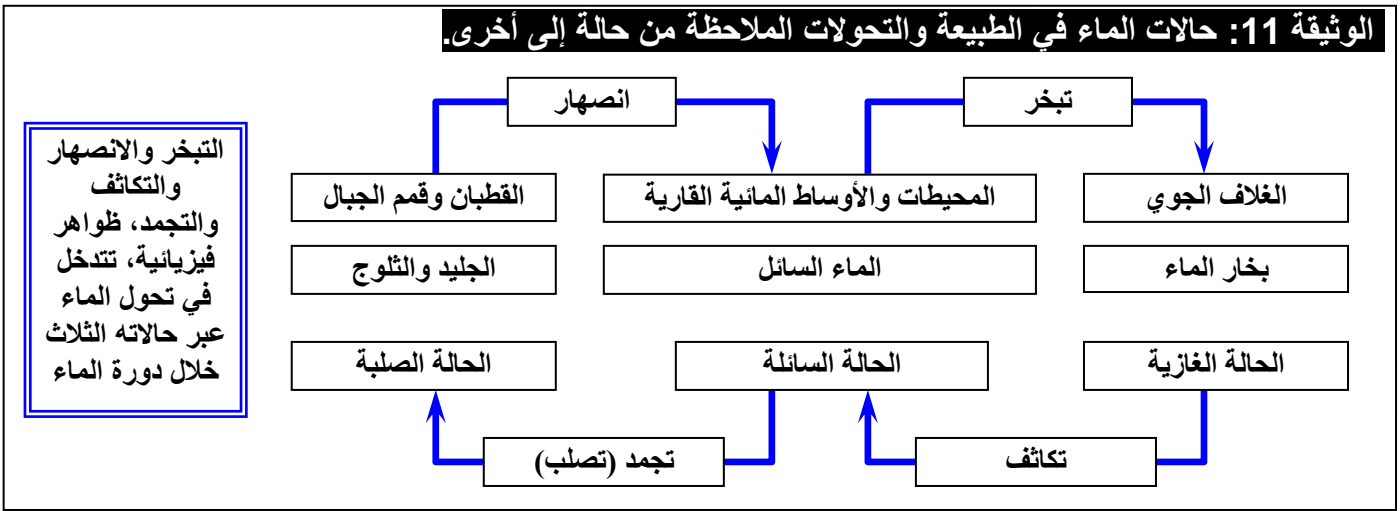 الوثيقة 11: حالات الماء في الطبيعة والتحولات الملاحظة من حالة إلى أخرى.
تبخر
انصهار
الغلاف الجوي
المحيطات والأوساط المائية القارية
القطبان وقمم الجبال
بخار الماء
الماء السائل
الجليد والثلوج
الحالة الغازية
الحالة السائلة
الحالة الصلبة
تكاثف
تجمد (تصلب)
التبخر والانصهار
والتكاثف
والتجمد، ظواهر
فيزيائية، تتدخل
في تحول الماء
عبر حالاته الثلاث
خلال دورة الماء